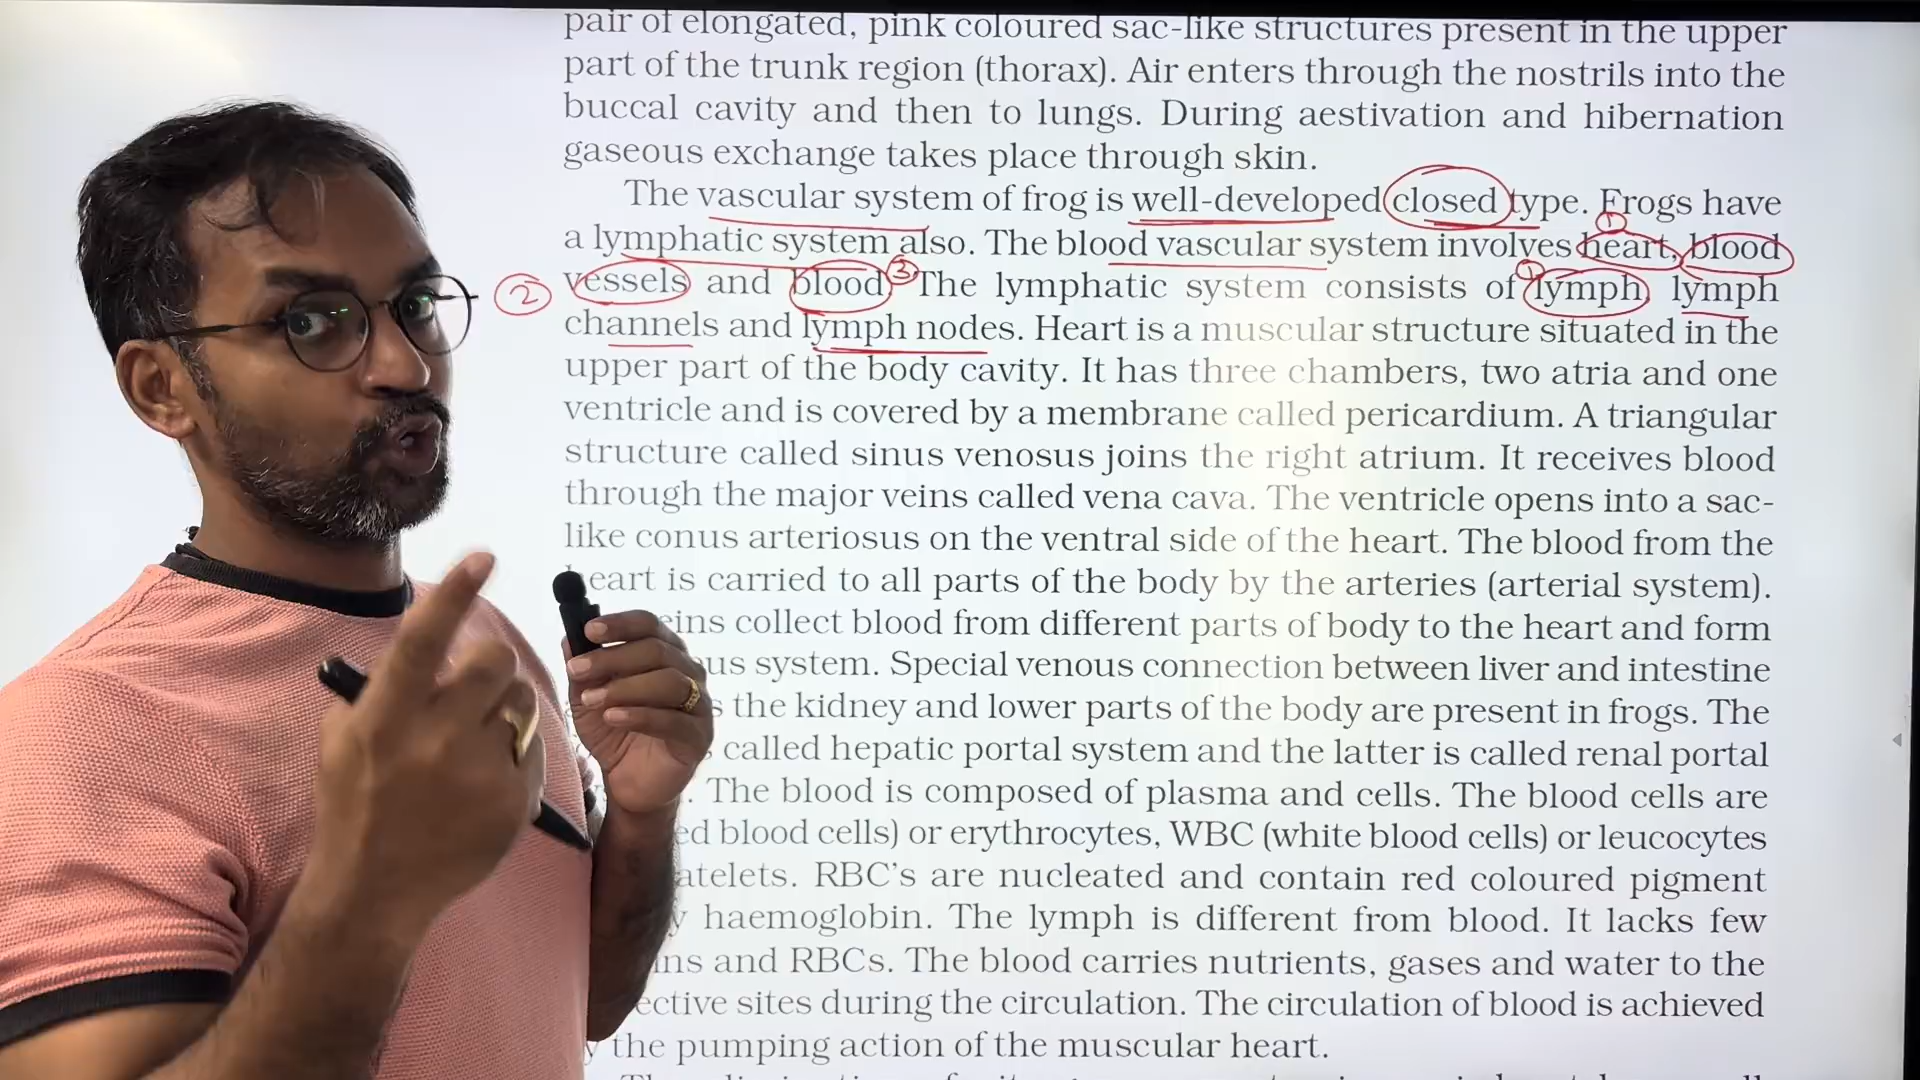 pair of elongated, pink coloured sac-like structures present in the upper
part of the trunk region (thorax). Air enters through the nostrils into the
buccal cavity and then to lungs. During aestivation and hibernation
gaseous exchange takes place through skin.
The vascular system of frog is well-developed closed type. Frogs have
①
a lymphatic system also. The blood vascular system involves heart, blood
② vessels and blood. ③ The lymphatic system consists of ① lymph, lymph
channels and lymph nodes. Heart is a muscular structure situated in the
upper part of the body cavity. It has three chambers, two atria and one
ventricle and is covered by a membrane called pericardium. A triangular
structure called sinus venosus joins the right atrium. It receives blood
through the major veins called vena cava. The ventricle opens into a sac-
like conus arteriosus on the ventral side of the heart. The blood from the
heart is carried to all parts of the body by the arteries (arterial system).
eins collect blood from different parts of body to the heart and form
us system. Special venous connection between liver and intestine
s the kidney and lower parts of the body are present in frogs. The
called hepatic portal system and the latter is called renal portal
. The blood is composed of plasma and cells. The blood cells are
ed blood cells) or erythrocytes, WBC (white blood cells) or leucocytes
atelets. RBC's are nucleated and contain red coloured pigment
y haemoglobin. The lymph is different from blood. It lacks few
ins and RBCs. The blood carries nutrients, gases and water to the
ective sites during the circulation. The circulation of blood is achieved
the pumping action of the muscular heart.